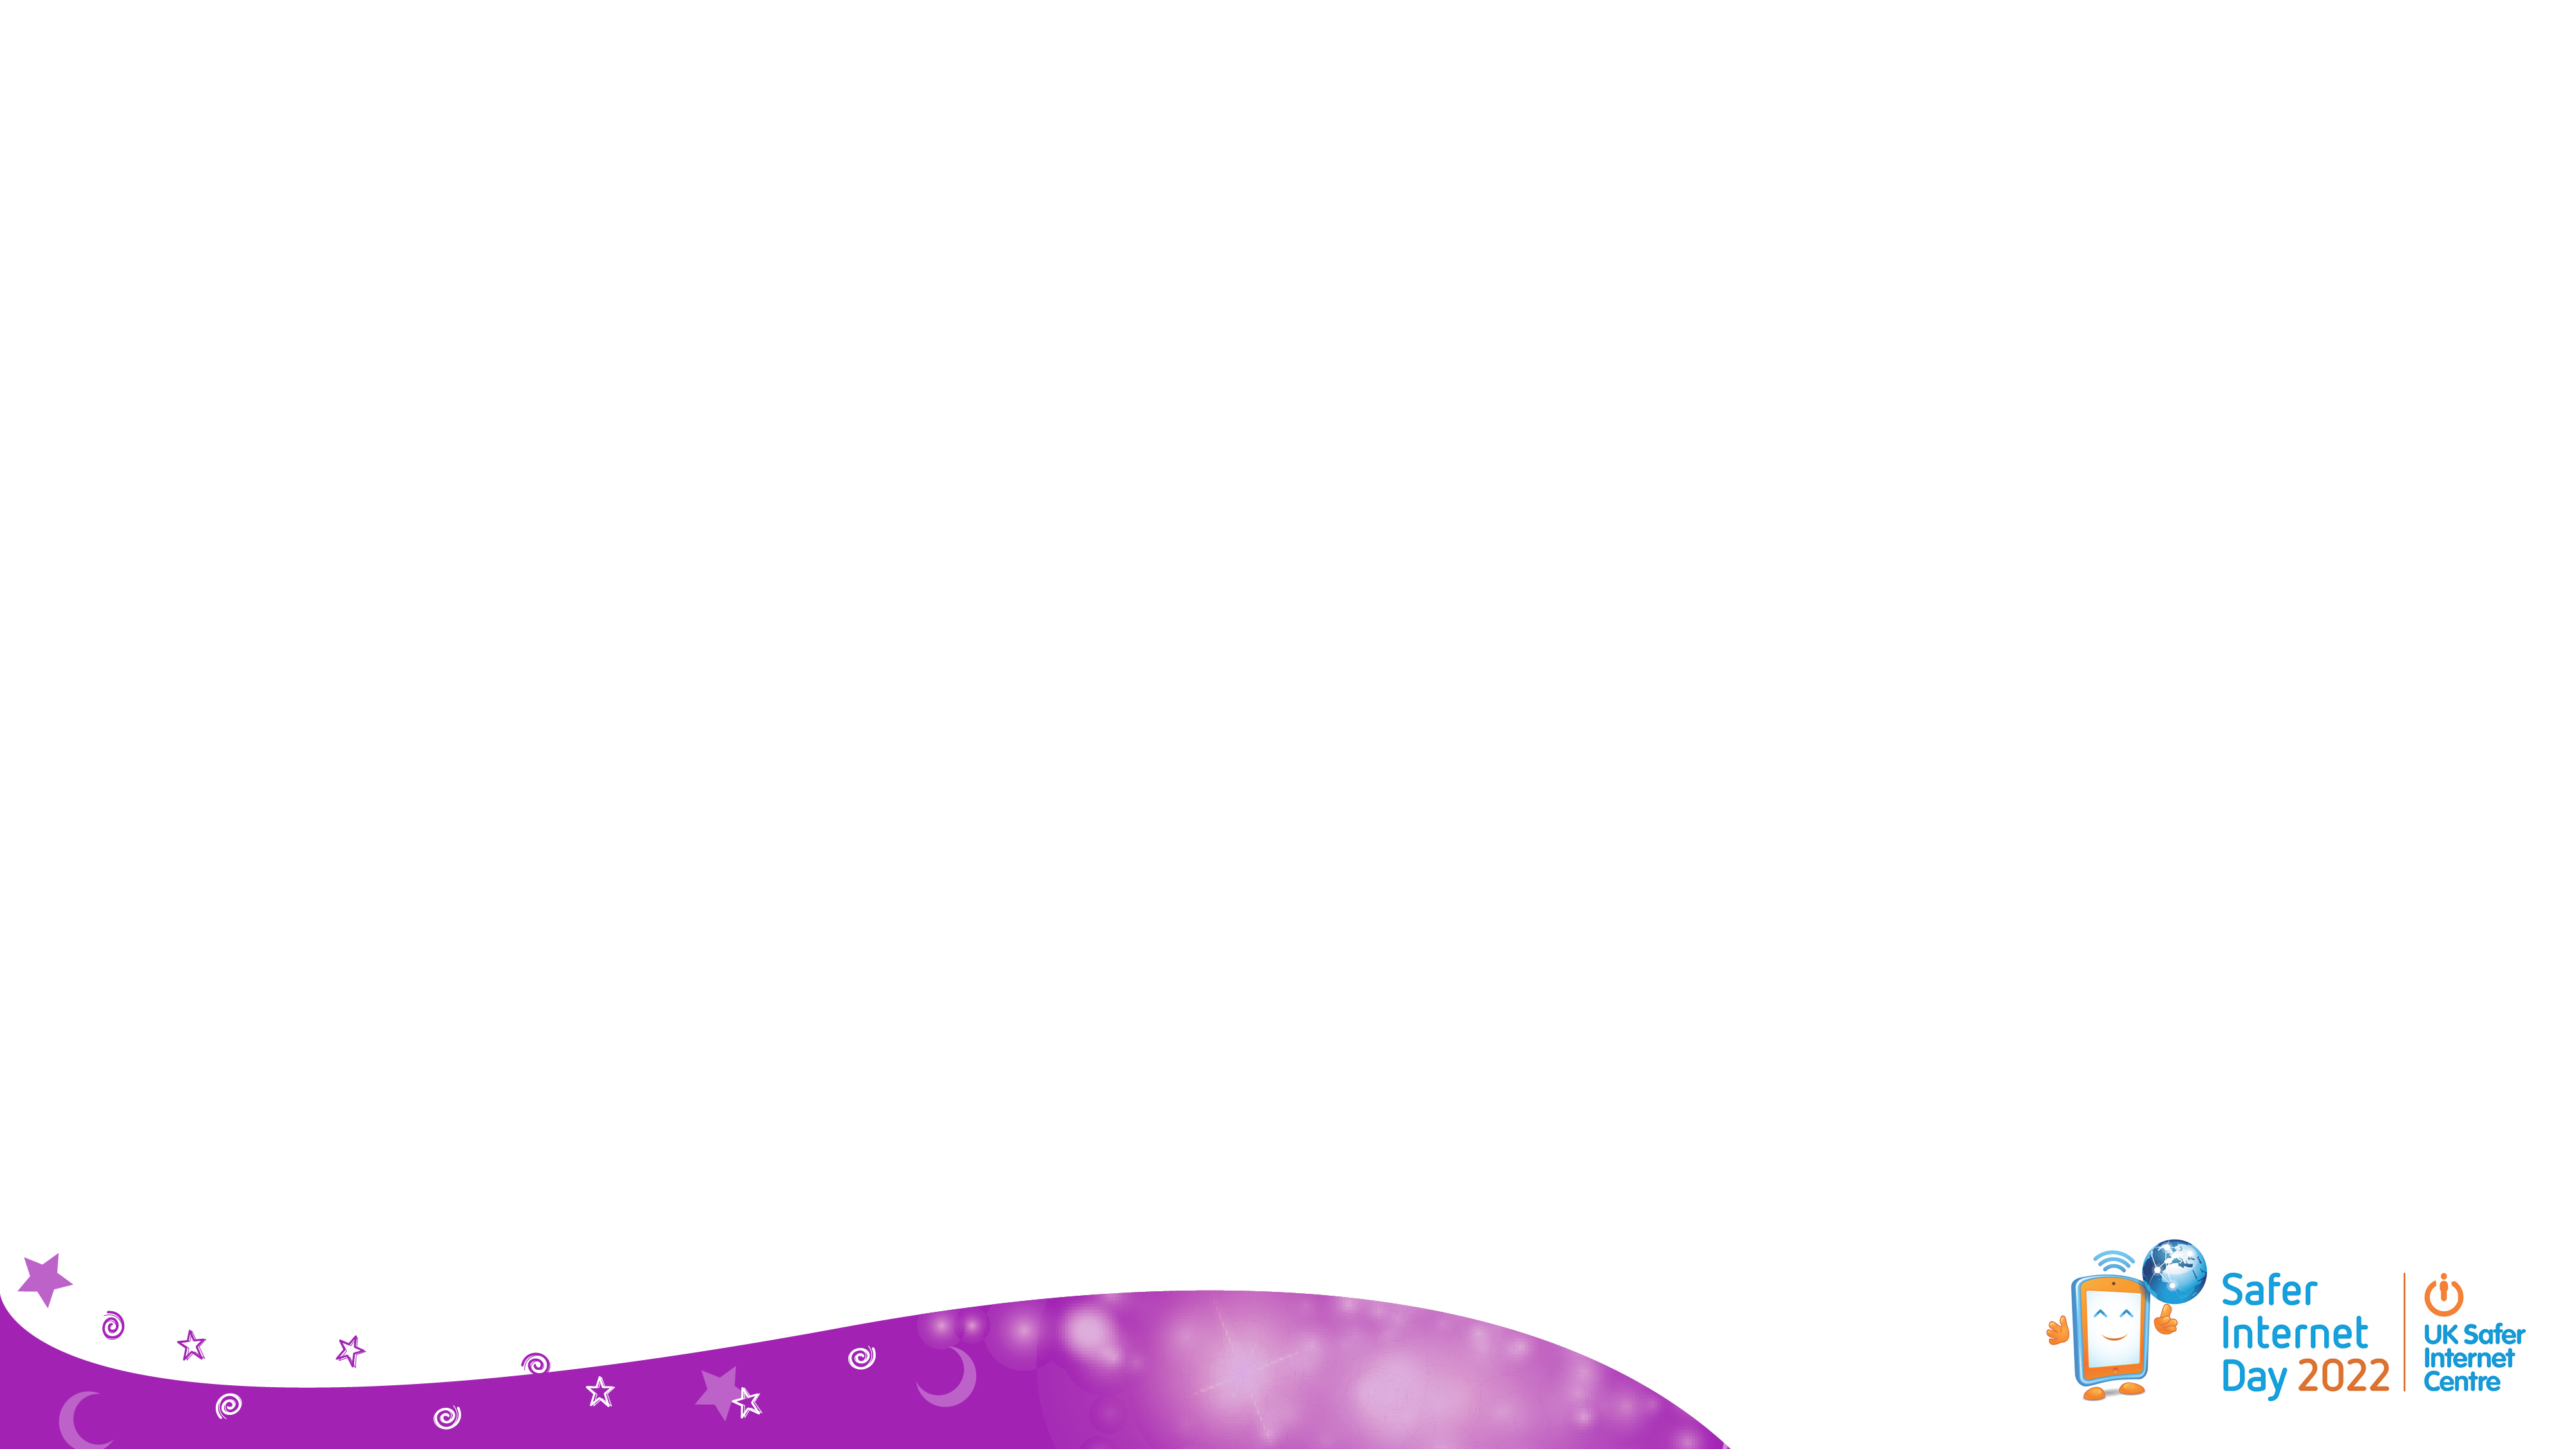 Safer
Internet
Day 2022
UK Safer
Internet
Centre